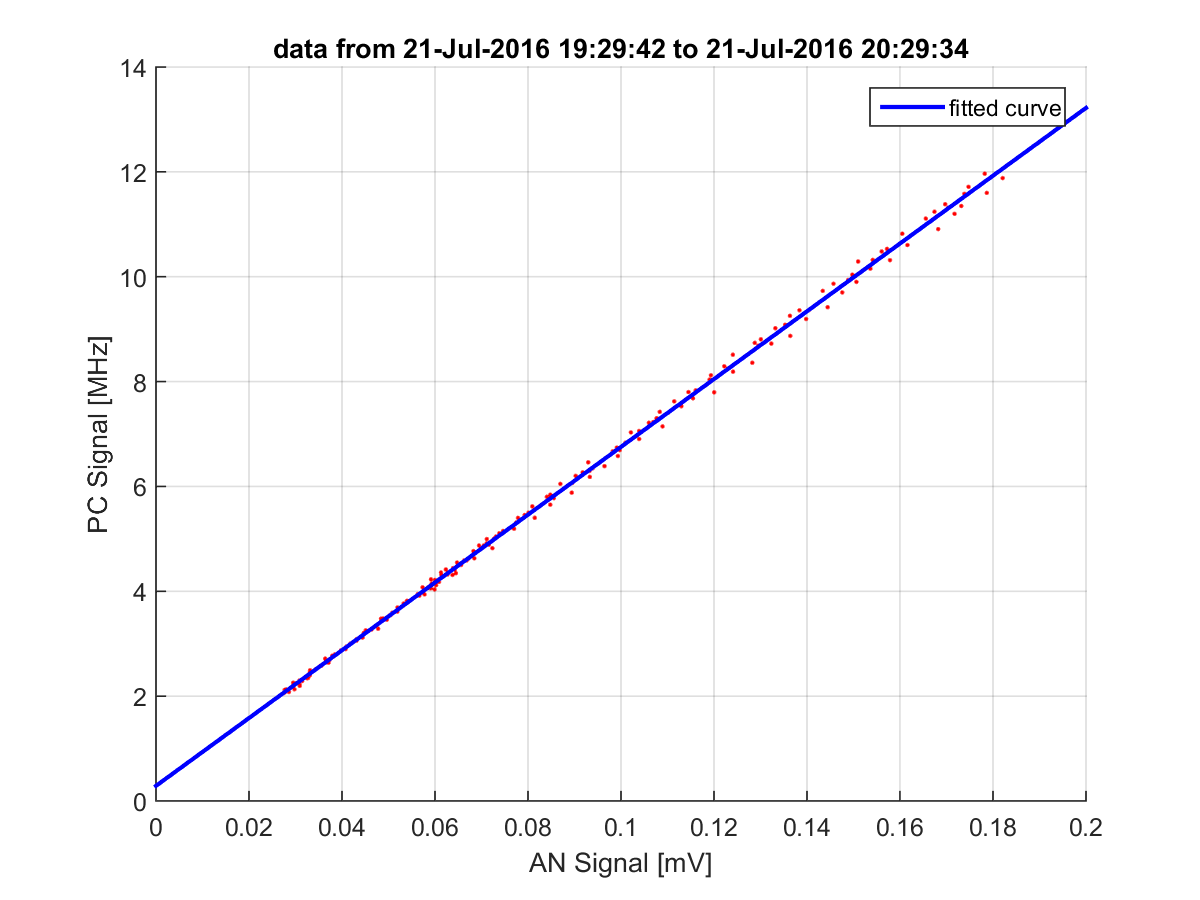 data from 21-Jul-2016 19:29:42 to 21-Jul-2016 20:29:34
fitted curve
14
12
10
8
6
4
2
0
PC Signal [MHz]
0 0.02 0.04 0.06 0.08 0.1 0.12 0.14 0.16 0.18 0.2
AN Signal [mV]